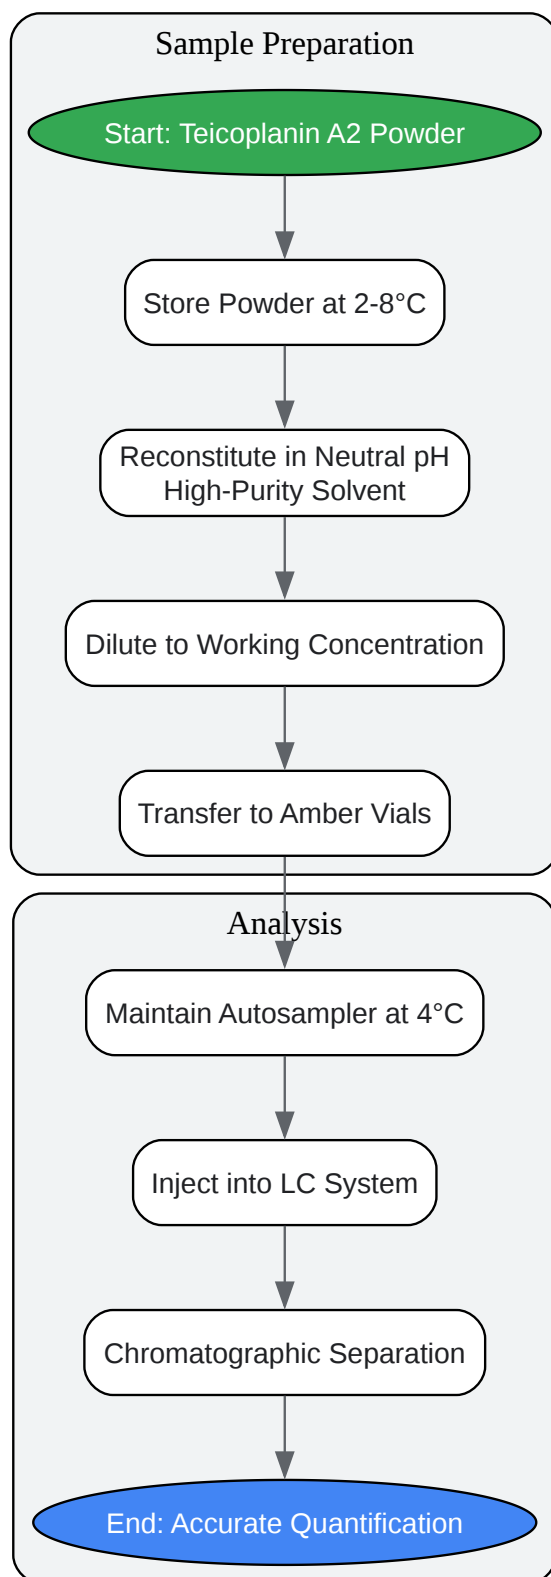 Sample Preparation
Start: Teicoplanin A2 Powder
Store Powder at 2-8°C
Reconstitute in Neutral pH
High-Purity Solvent
Dilute to Working Concentration
Transfer to Amber Vials
Analysis
Maintain Autosampler at 4°C
Inject into LC System
Chromatographic Separation
End: Accurate Quantification